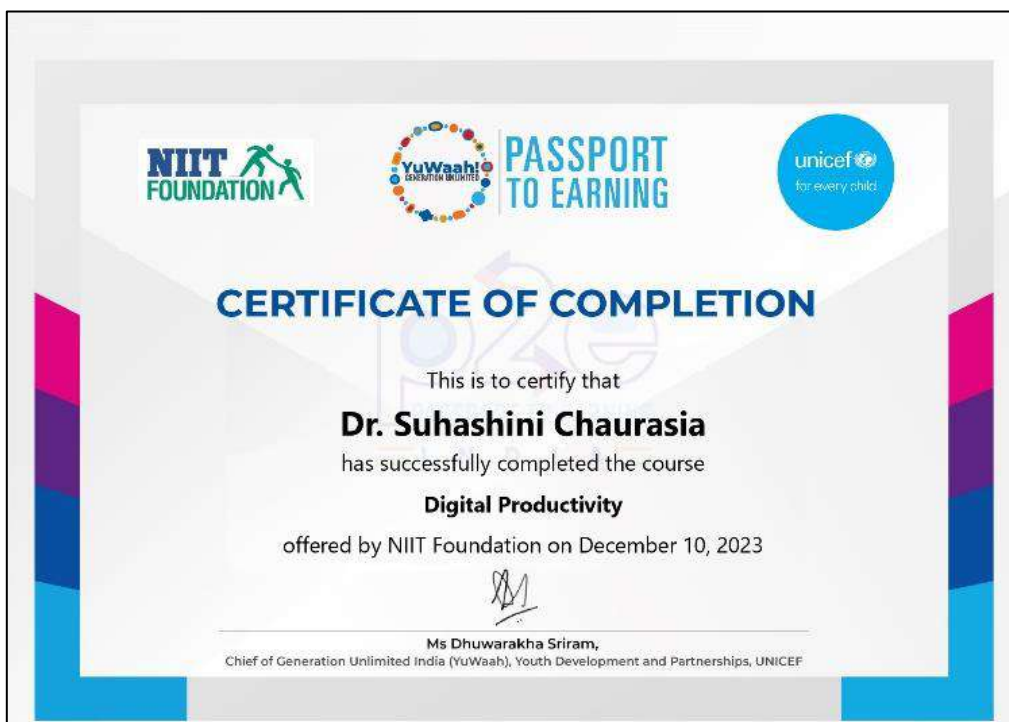 NIIT
FOUNDATION
YuWaah!
GENERATION UNLIMITED
PASSPORT
TO EARNING
unicef
for every child
CERTIFICATE OF COMPLETION
p2e
This is to certify that
Dr. Suhashini Chaurasia
has successfully completed the course
Digital Productivity
offered by NIIT Foundation on December 10, 2023
Ms Dhuwarakha Sriram,
Chief of Generation Unlimited India (YuWaah), Youth Development and Partnerships, UNICEF